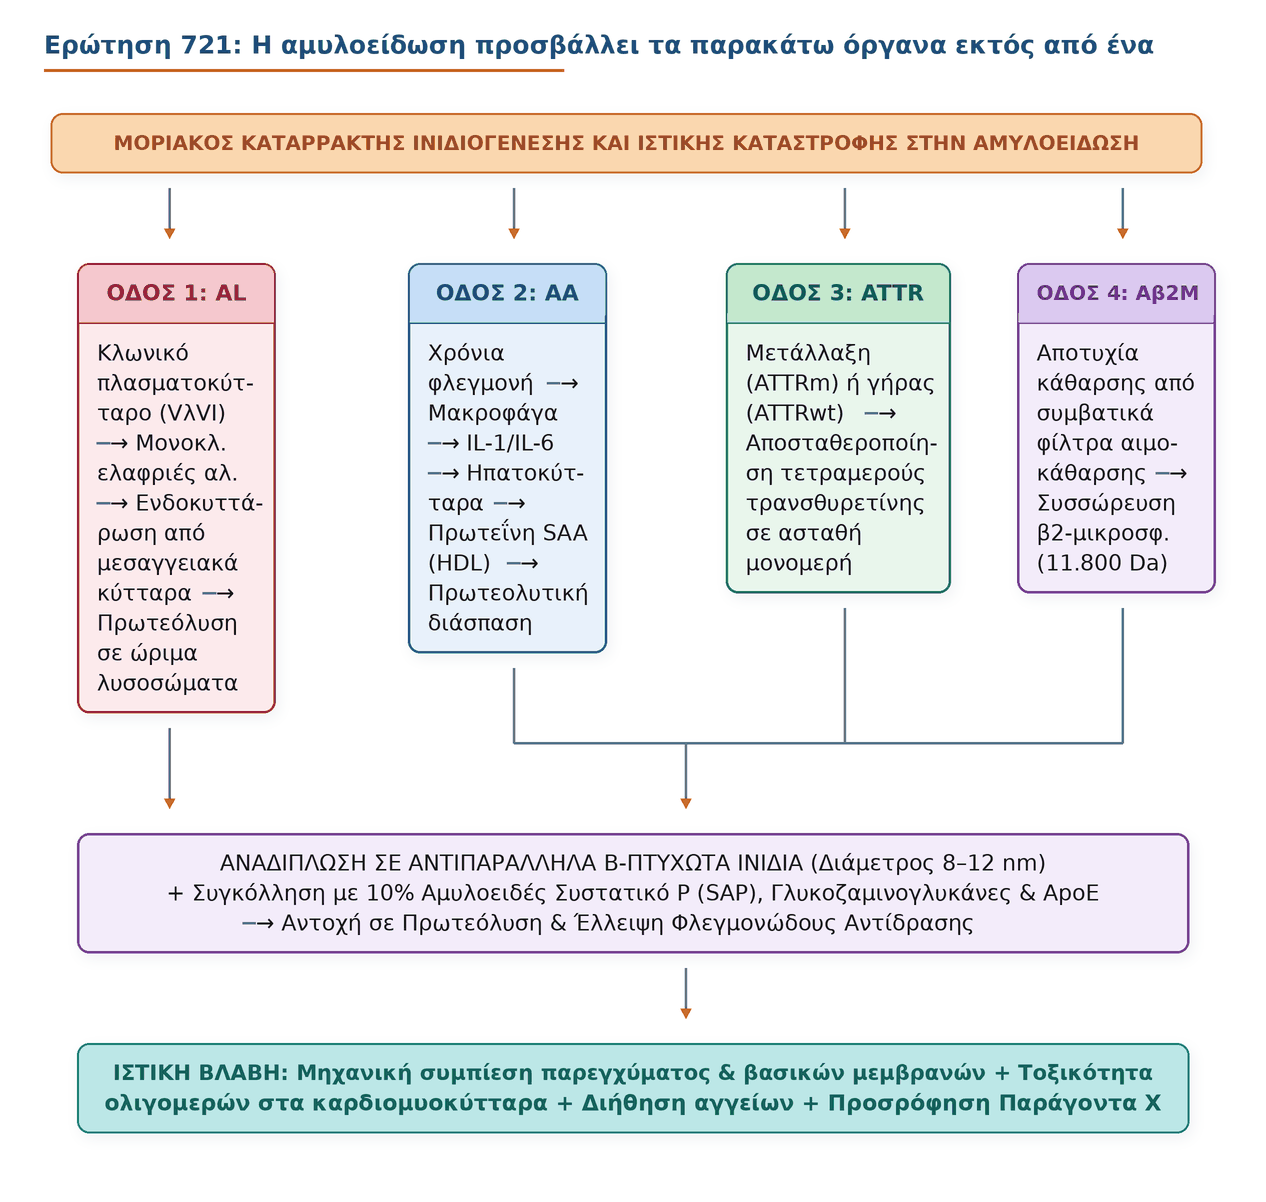 Ερώτηση 721: Η αμυλοείδωση προσβάλλει τα παρακάτω όργανα εκτός από ένα
ΜΟΡΙΑΚΟΣ ΚΑΤΑΡΡΑΚΤΗΣ ΙΝΙΔΙΟΓΕΝΕΣΗΣ ΚΑΙ ΙΣΤΙΚΗΣ ΚΑΤΑΣΤΡΟΦΗΣ ΣΤΗΝ ΑΜΥΛΟΕΙΔΩΣΗ
ΟΔΟΣ 1: AL
Κλωνικό
πλασματοκύτ-
ταρο (VλVI)
─→ Μονοκλ.
ελαφριές αλ.
─→ Ενδοκυττά-
ρωση από
μεσαγγειακά
κύτταρα ─→
Πρωτεόλυση
σε ώριμα
λυσοσώματα
ΟΔΟΣ 2: AA
Χρόνια
φλεγμονή ─→
Μακροφάγα
─→ IL-1/IL-6
─→ Ηπατοκύτ-
ταρα ─→
Πρωτεΐνη SAA
(HDL) ─→
Πρωτεολυτική
διάσπαση
ΟΔΟΣ 3: ATTR
Μετάλλαξη
(ATTRm) ή γήρας
(ATTRwt) ─→
Αποσταθεροποίη-
ση τετραμερούς
τρανσθυρετίνης
σε ασταθή
μονομερή
ΟΔΟΣ 4: Aβ2M
Αποτυχία
κάθαρσης από
συμβατικά
φίλτρα αιμο-
κάθαρσης ─→
Συσσώρευση
β2-μικροσφ.
(11.800 Da)
ΑΝΑΔΙΠΛΩΣΗ ΣΕ ΑΝΤΙΠΑΡΑΛΛΗΛΑ Β-ΠΤΥΧΩΤΑ ΙΝΙΔΙΑ (Διάμετρος 8–12 nm)
+ Συγκόλληση με 10% Αμυλοειδές Συστατικό P (SAP), Γλυκοζαμινογλυκάνες & ApoE
─→ Αντοχή σε Πρωτεόλυση & Έλλειψη Φλεγμονώδους Αντίδρασης
ΙΣΤΙΚΗ ΒΛΑΒΗ: Μηχανική συμπίεση παρεγχύματος & βασικών μεμβρανών + Τοξικότητα
ολιγομερών στα καρδιομυοκύτταρα + Διήθηση αγγείων + Προσρόφηση Παράγοντα X